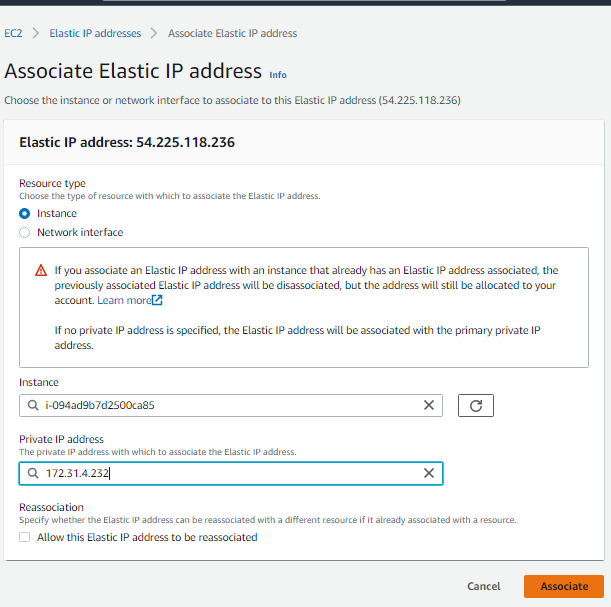 EC2 > Elastic IP addresses > Associate Elastic IP address
Associate Elastic IP address Info
Choose the instance or network interface to associate to this Elastic IP address (54.225.118.236)
Elastic IP address: 54.225.118.236
Resource type
Choose the type of resource with which to associate the Elastic IP address.
Instance
Network interface
If you associate an Elastic IP address with an instance that already has an Elastic IP address associated, the
previously associated Elastic IP address will be disassociated, but the address will still be allocated to your
account. Learn more
If no private IP address is specified, the Elastic IP address will be associated with the primary private IP
address.
Instance
i-094ad9b7d2500ca85
Private IP address
The private IP address with which to associate the Elastic IP address.
172.31.4.232
Reassociation
Specify whether the Elastic IP address can be reassociated with a different resource if it already associated with a resource.
Allow this Elastic IP address to be reassociated
Cancel Associate